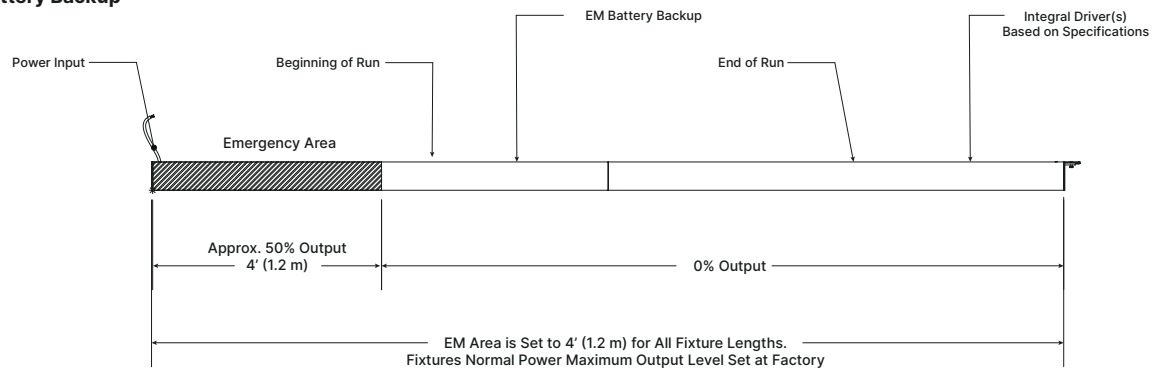 Battery Backup
EM Battery Backup
Integral Driver(s)
Based on Specifications
Power Input
Beginning of Run
End of Run
Emergency Area
Approx. 50% Output
4' (1.2 m)
0% Output
EM Area is Set to 4' (1.2 m) for All Fixture Lengths.
Fixtures Normal Power Maximum Output Level Set at Factory